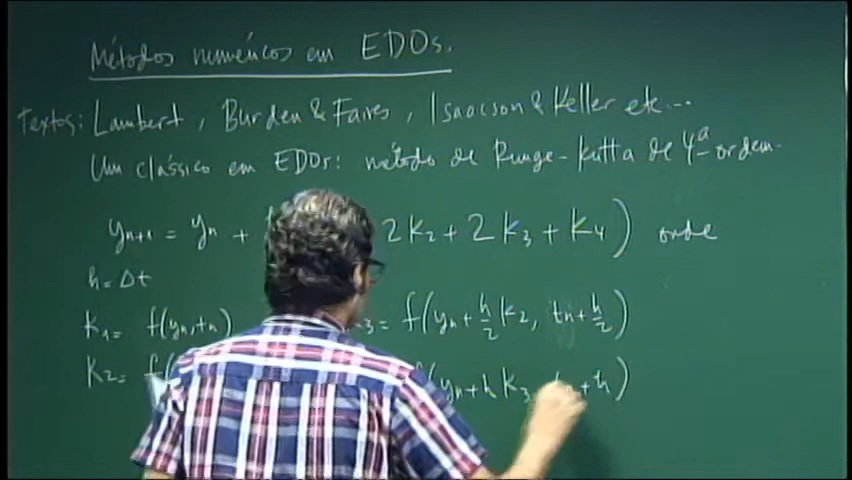 Métodos numéricos em EDOs.
Textos: Lambert, Burden & Faires, Isaacson & Keller etc...
Um clássico em EDOs: método de Runge-Kutta de 4ª ordem.
yn+1 = yn + 2K2 + 2K3 + K4) onde
h = Δt
K1 = f(yn, tn) 3 = f(yn + h/2 K2, tn + h/2)
K2 = f( (yn + h K3 + h)